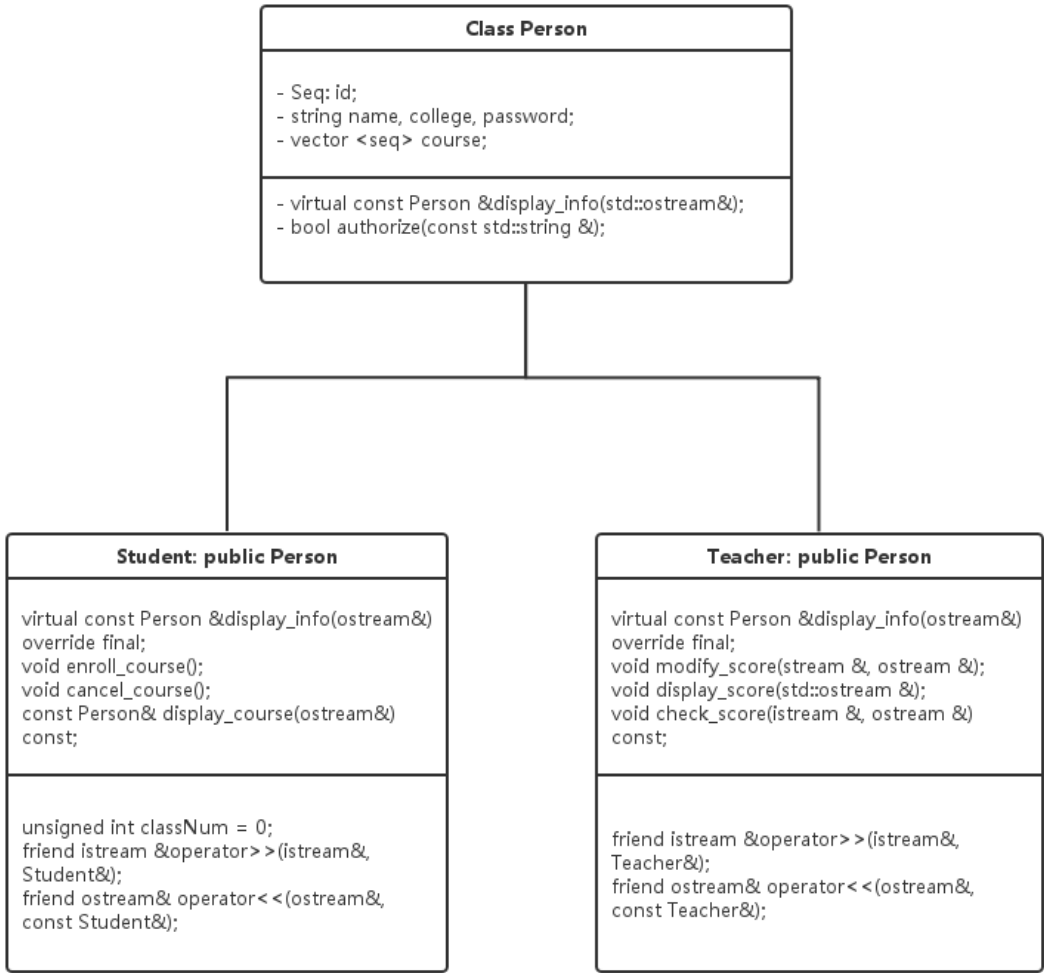 Class Person
- Seq: id;
- string name, college, password;
- vector <seq> course;
- virtual const Person &display_info(std::ostream&);
- bool authorize(const std::string &);
Student: public Person
virtual const Person &display_info(ostream&)
override final;
void enroll_course();
void cancel_course();
const Person& display_course(ostream&)
const;
unsigned int classNum = 0;
friend istream &operator>>(istream&,
Student&);
friend ostream& operator<<(ostream&,
const Student&);
Teacher: public Person
virtual const Person &display_info(ostream&)
override final;
void modify_score(stream &, ostream &);
void display_score(std::ostream &);
void check_score(istream &, ostream &)
const;
friend istream &operator>>(istream&,
Teacher&);
friend ostream& operator<<(ostream&,
const Teacher&);